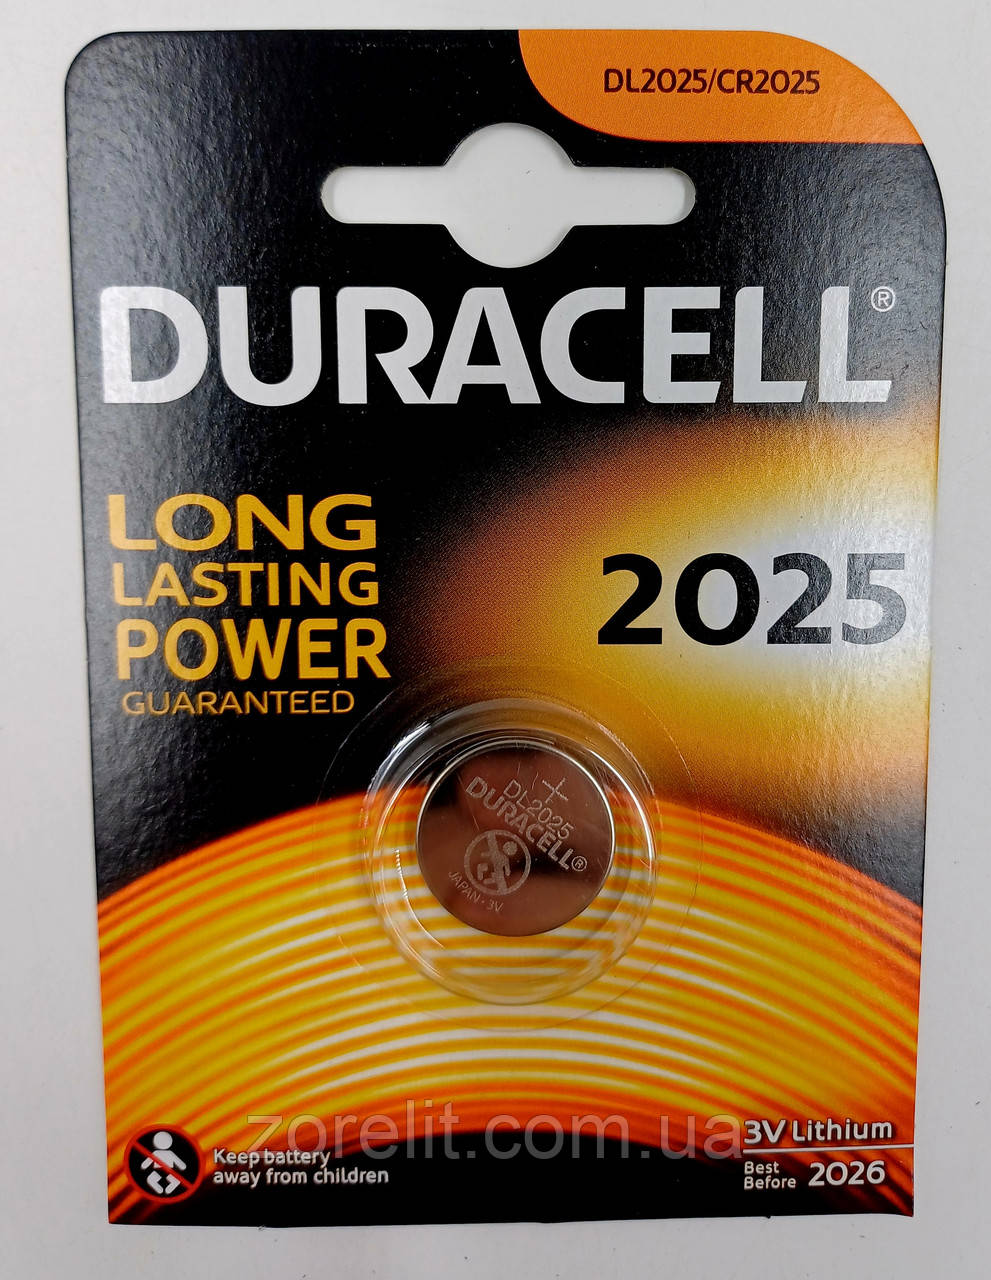 DL2025/CR2025
DURACELL®
LONG
LASTING
POWER
GUARANTEED
2025
+
DL2025
DURACELL®
JAPAN · 3V
zorelit.com.ua
3V Lithium
Keep battery
away from children
Best
Before 2026